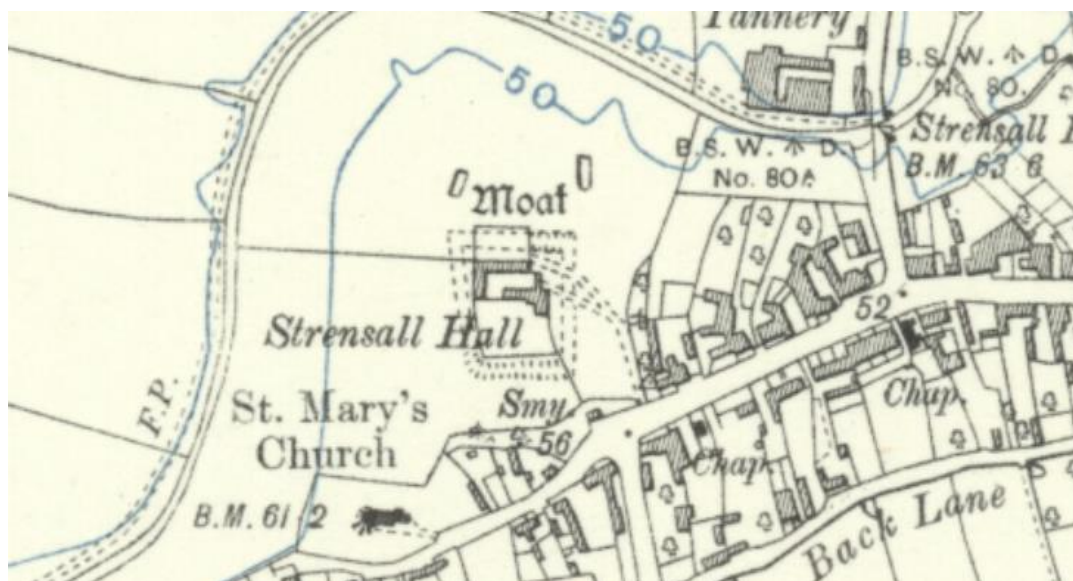 Tannery
50
50
B.S.W. D.
No. 80.
Strensall
B.M. 63 6
B.S.W. D.
No. 80A
Moat
Strensall Hall
52
F.P.
St. Mary's
Church
Smy.
56
Chap.
Chap.
B.M. 61 2
Back Lane